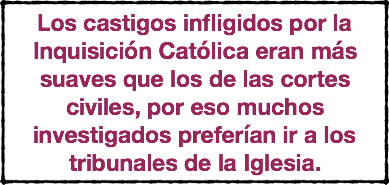 Los castigos infligidos por la
Inquisición Católica eran más
suaves que los de las cortes
civiles, por eso muchos
investigados preferían ir a los
tribunales de la Iglesia.